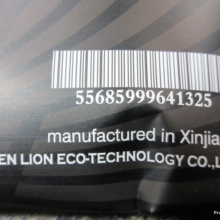 55685999641325
manufactured in Xinjia
EN LION ECO-TECHNOLOGY CO.,L